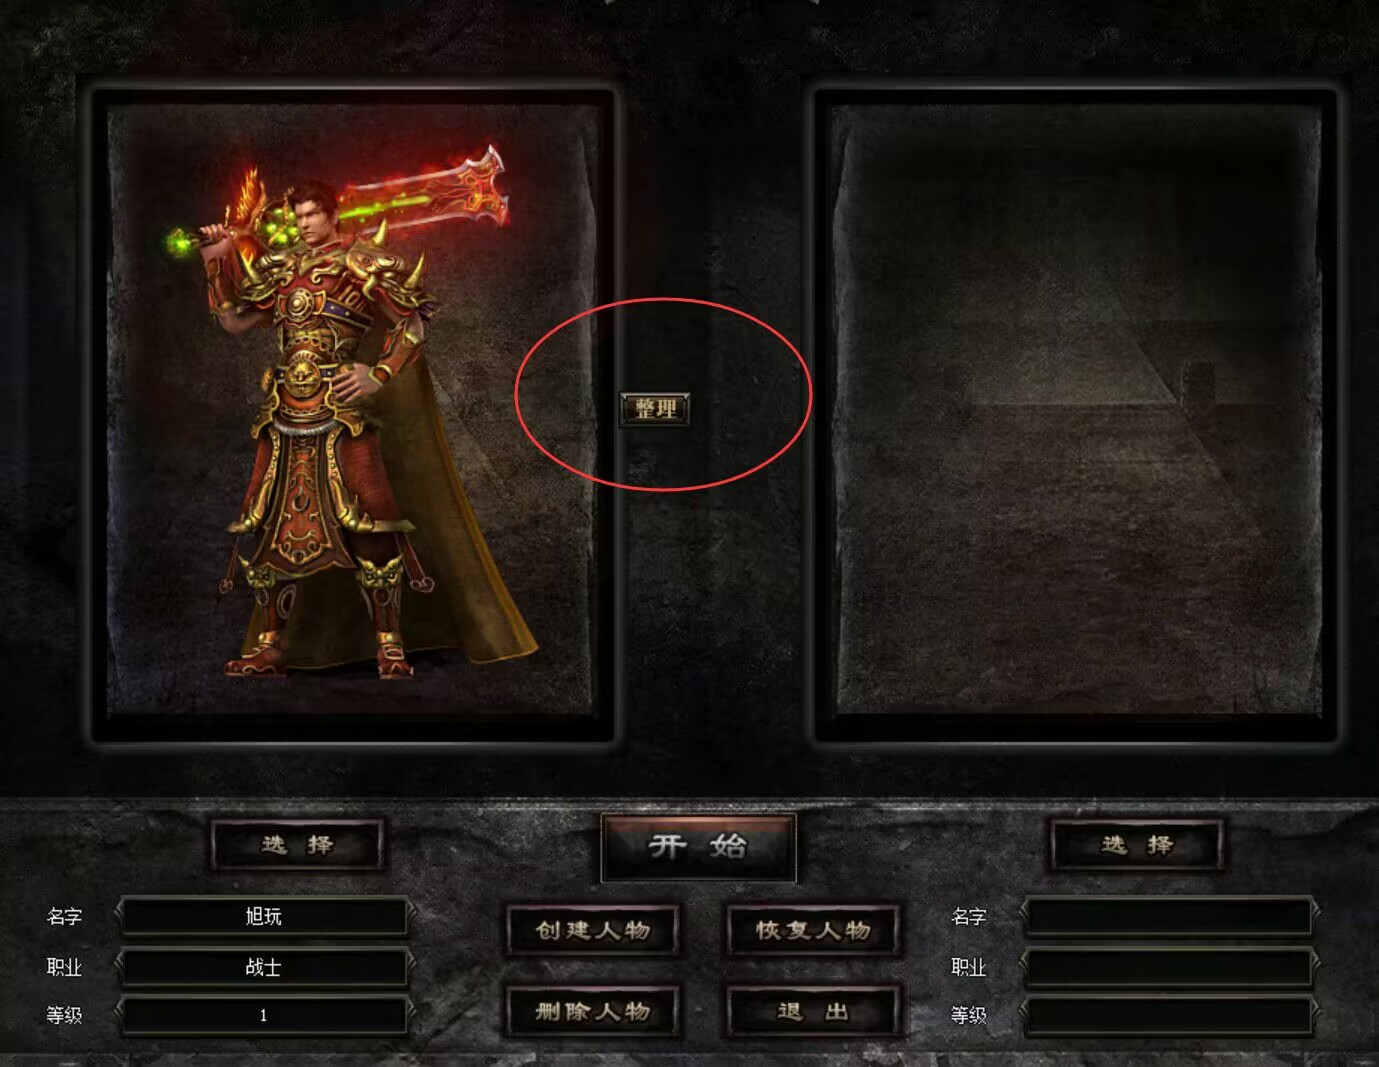 整理
选择
开始
选择
名字 旭玩
职业 战士
等级 1
创建人物
恢复人物
删除人物
退出
名字
职业
等级